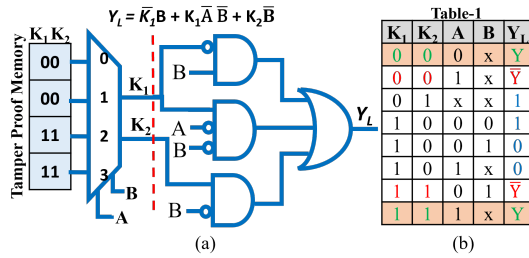 Y_L = K̅₁B + K₁A̅ B̅ + K₂B̅
Table-1
K₁ K₂
Tamper Proof Memory
00
00
11
11
0
1
2
3
K₁
K₂
B
A
B
A
B
B
Y_L
(a)
K₁ K₂ A B Y_L
0 0 0 x Y
0 0 1 x Y̅
0 1 x x 1
1 0 0 0 1
1 0 0 1 0
1 0 1 x 0
1 1 0 1 Y̅
1 1 1 x Y
(b)